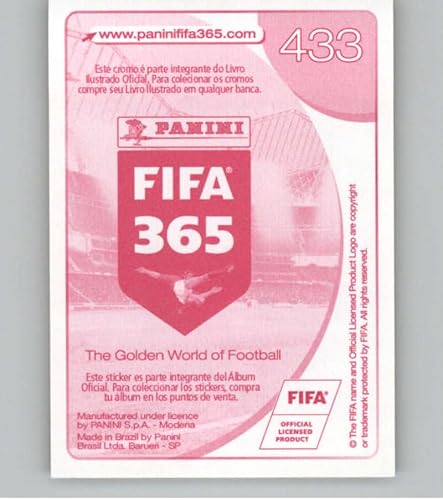 www.paninififa365.com
433
Este cromo é parte integrante do Livro
Ilustrado Oficial. Para colecionar os cromos
compre seu Livro Ilustrado em qualquer banca.
PANINI
FIFA®
365
The Golden World of Football
Este sticker es parte integrante del Álbum
Oficial. Para coleccionar los stickers, compra
tu álbum en los puntos de venta.
Manufactured under licence
by PANINI S.p.A. - Modena
Made in Brazil by Panini
Brasil Ltda. Barueri - SP
FIFA®
OFFICIAL
LICENSED
PRODUCT
© The FIFA name and Official Licensed Product Logo are copyright
or trademark protected by FIFA. All rights reserved.